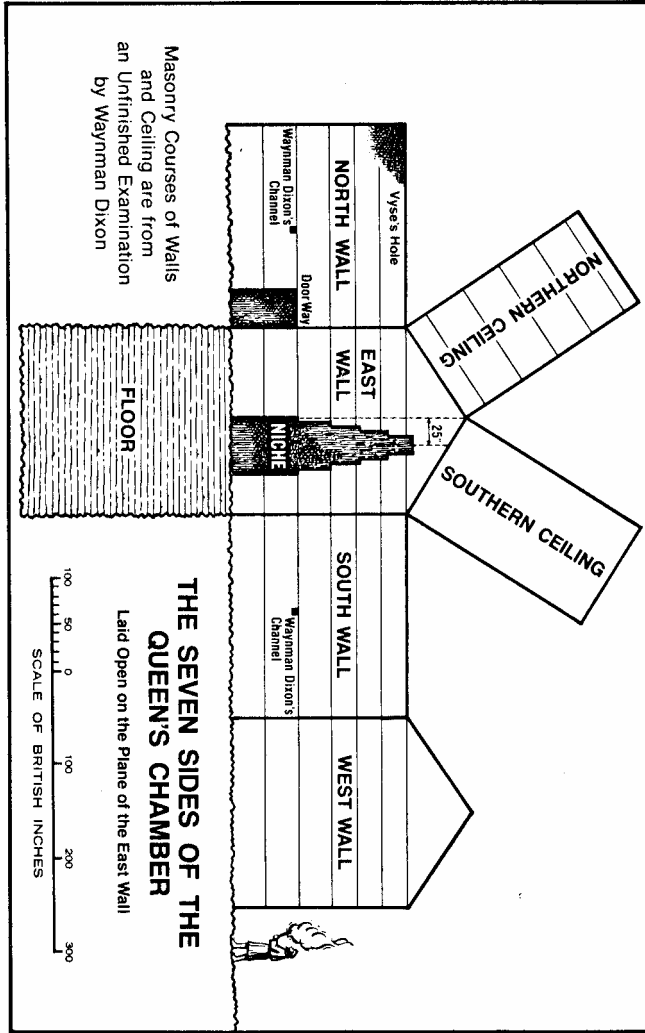 NORTHERN CEILING
SOUTHERN CEILING
Vyse's Hole
25"
NORTH WALL
EAST
WALL
SOUTH WALL
WEST WALL
Door Way
Waynman Dixon's
Channel
NICHE
Waynman Dixon's
Channel
Masonry Courses of Walls
and Ceiling are from
an Unfinished Examination
by Waynman Dixon
FLOOR
THE SEVEN SIDES OF THE
QUEEN'S CHAMBER
Laid Open on the Plane of the East Wall
100 50 0 100 200 300
SCALE OF BRITISH INCHES